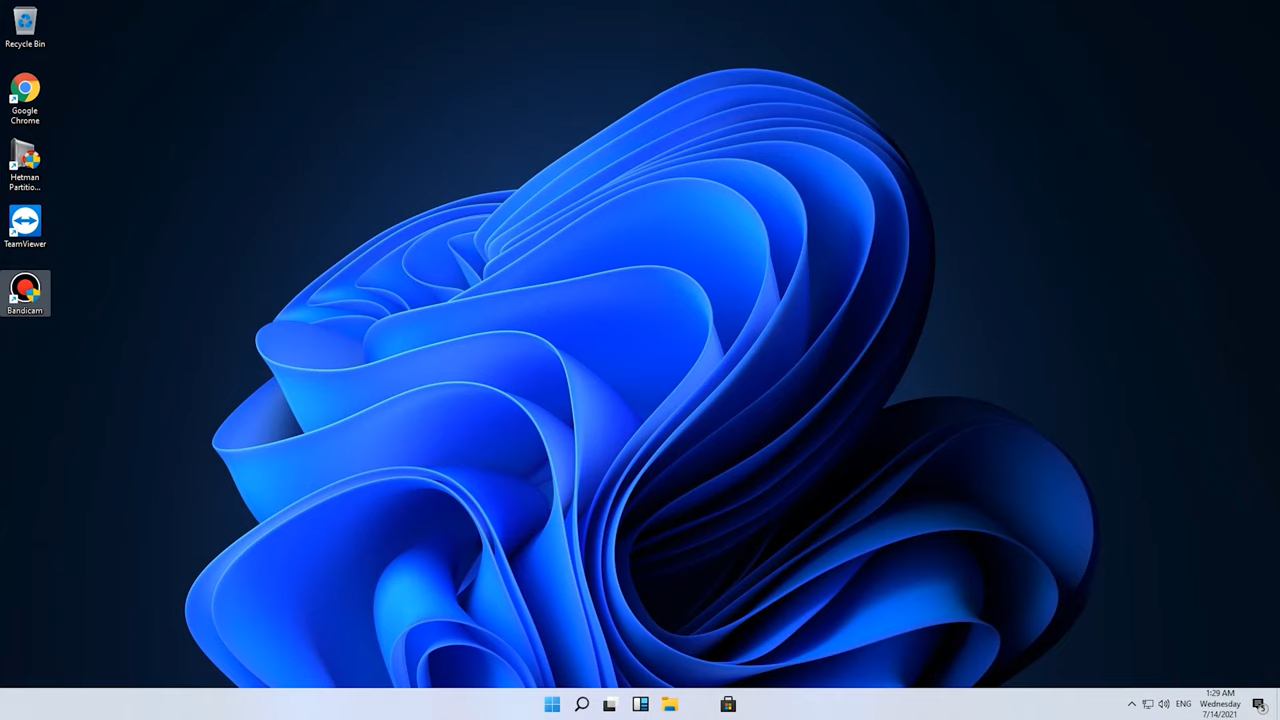 Recycle Bin
Google
Chrome
Hetman
Partitio...
TeamViewer
Bandicam
ENG
1:29 AM
Wednesday
7/14/2021